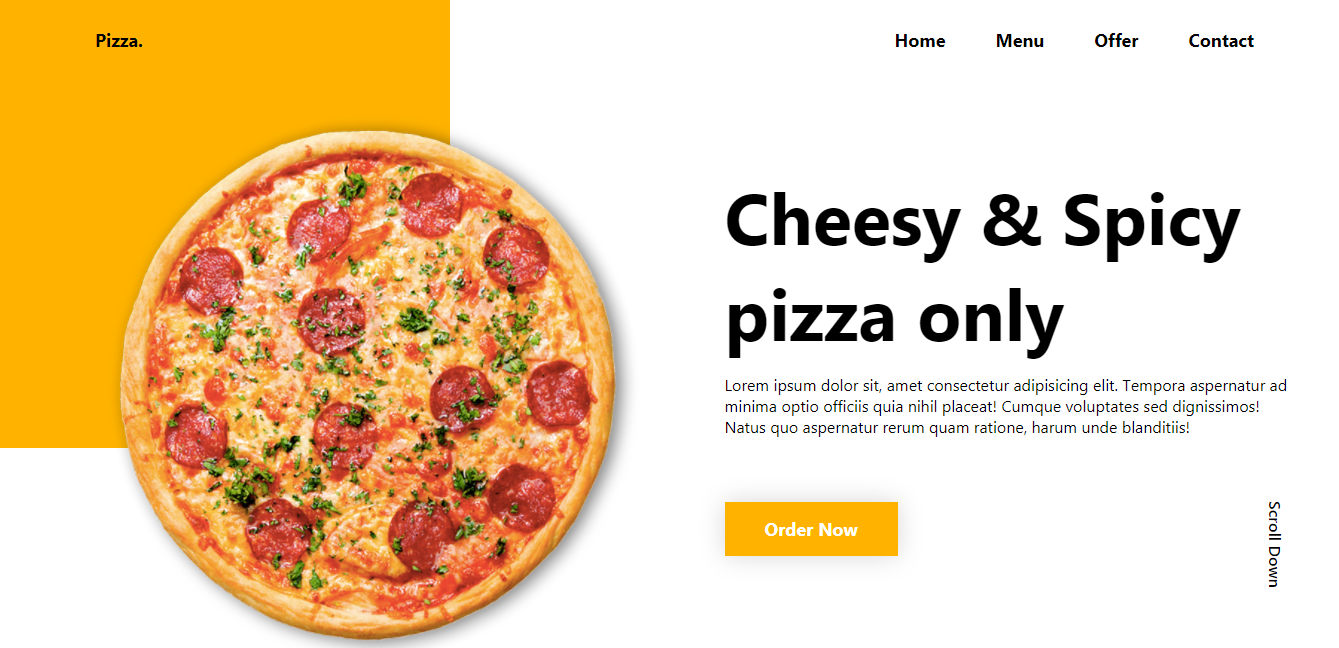 Pizza.
Home
Menu
Offer
Contact
Cheesy & Spicy
pizza only
Lorem ipsum dolor sit, amet consectetur adipisicing elit. Tempora aspernatur ad
minima optio officiis quia nihil placeat! Cumque voluptates sed dignissimos!
Natus quo aspernatur rerum quam ratione, harum unde blanditiis!
Order Now
Scroll Down